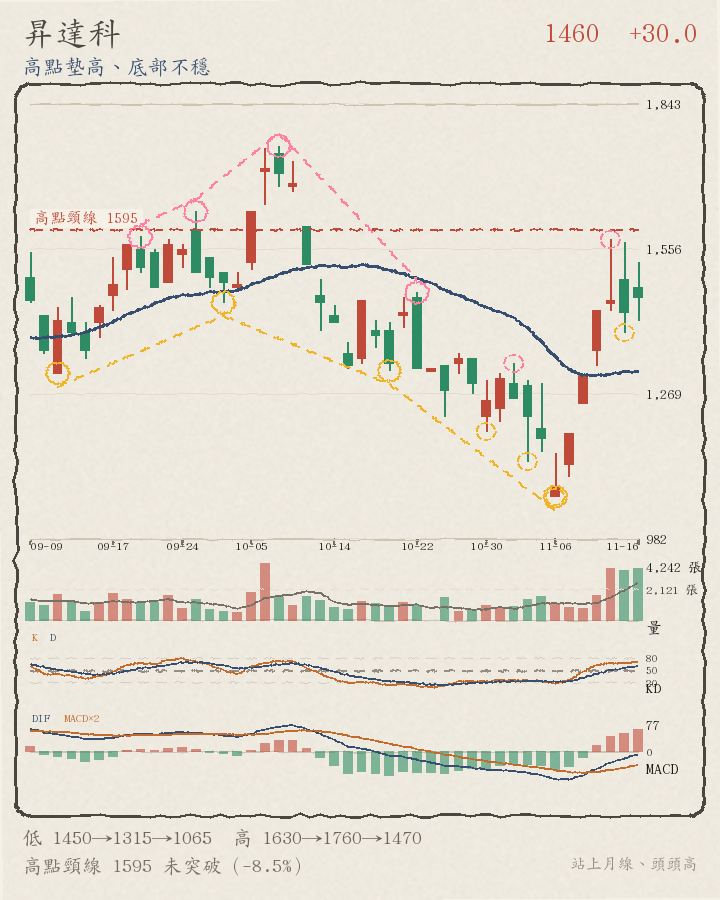 昇達科
1460 +30.0
高點墊高、底部不穩
1,843
高點頸線 1595
1,556
1,269
982
09-09 09-17 09-24 10-05 10-14 10-22 10-30 11-06 11-16
4,242 張
2,121 張
量
K D
80
50
20
KD
DIF MACD×2
77
0
MACD
低 1450→1315→1065 高 1630→1760→1470
高點頸線 1595 未突破 (-8.5%)
站上月線、頭頭高